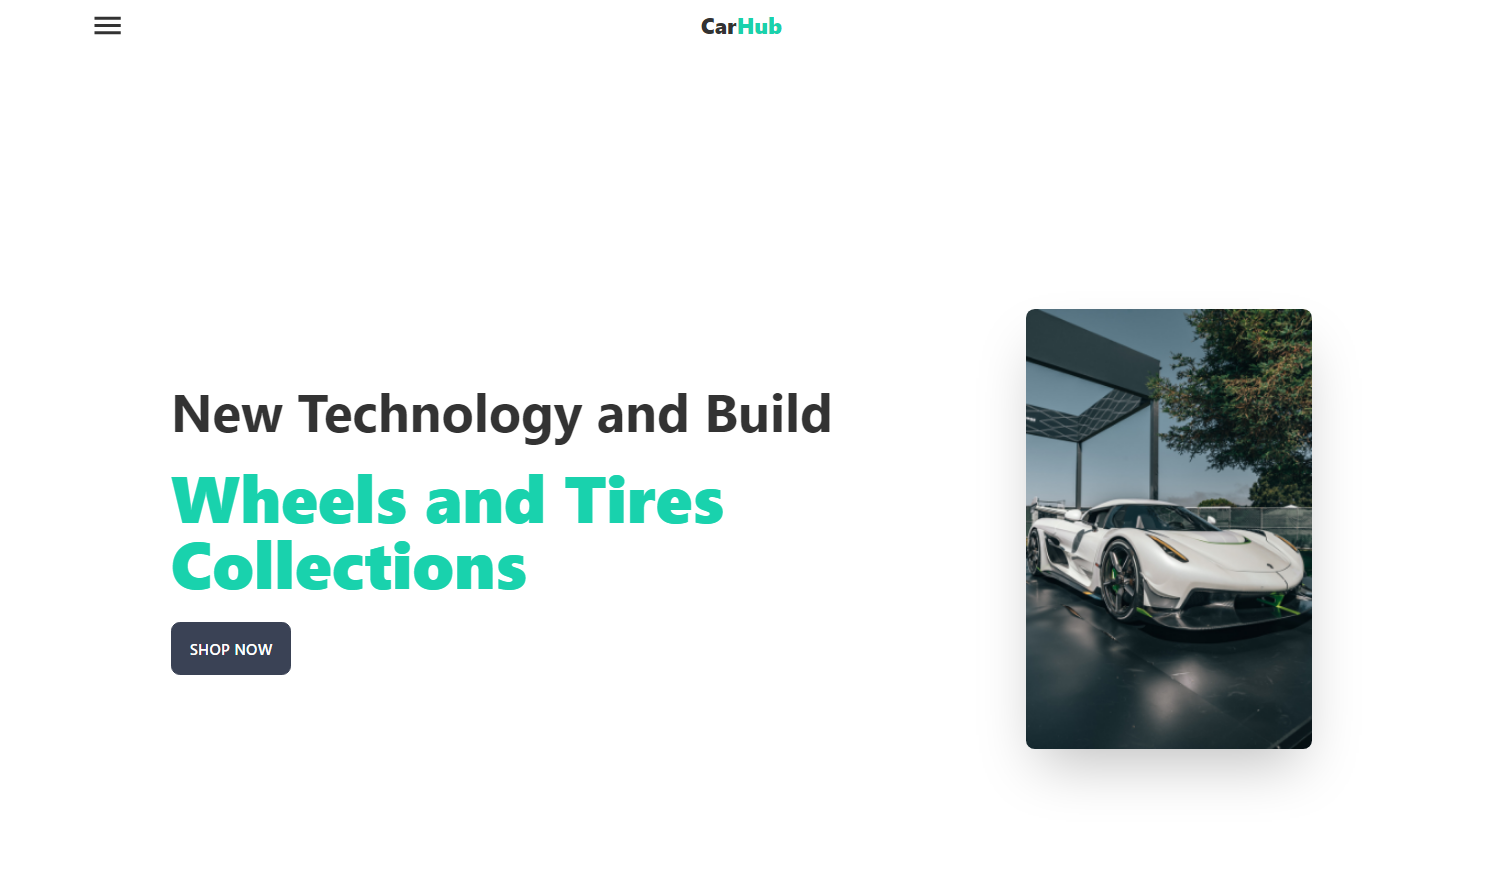 CarHub
New Technology and Build
Wheels and Tires
Collections
SHOP NOW